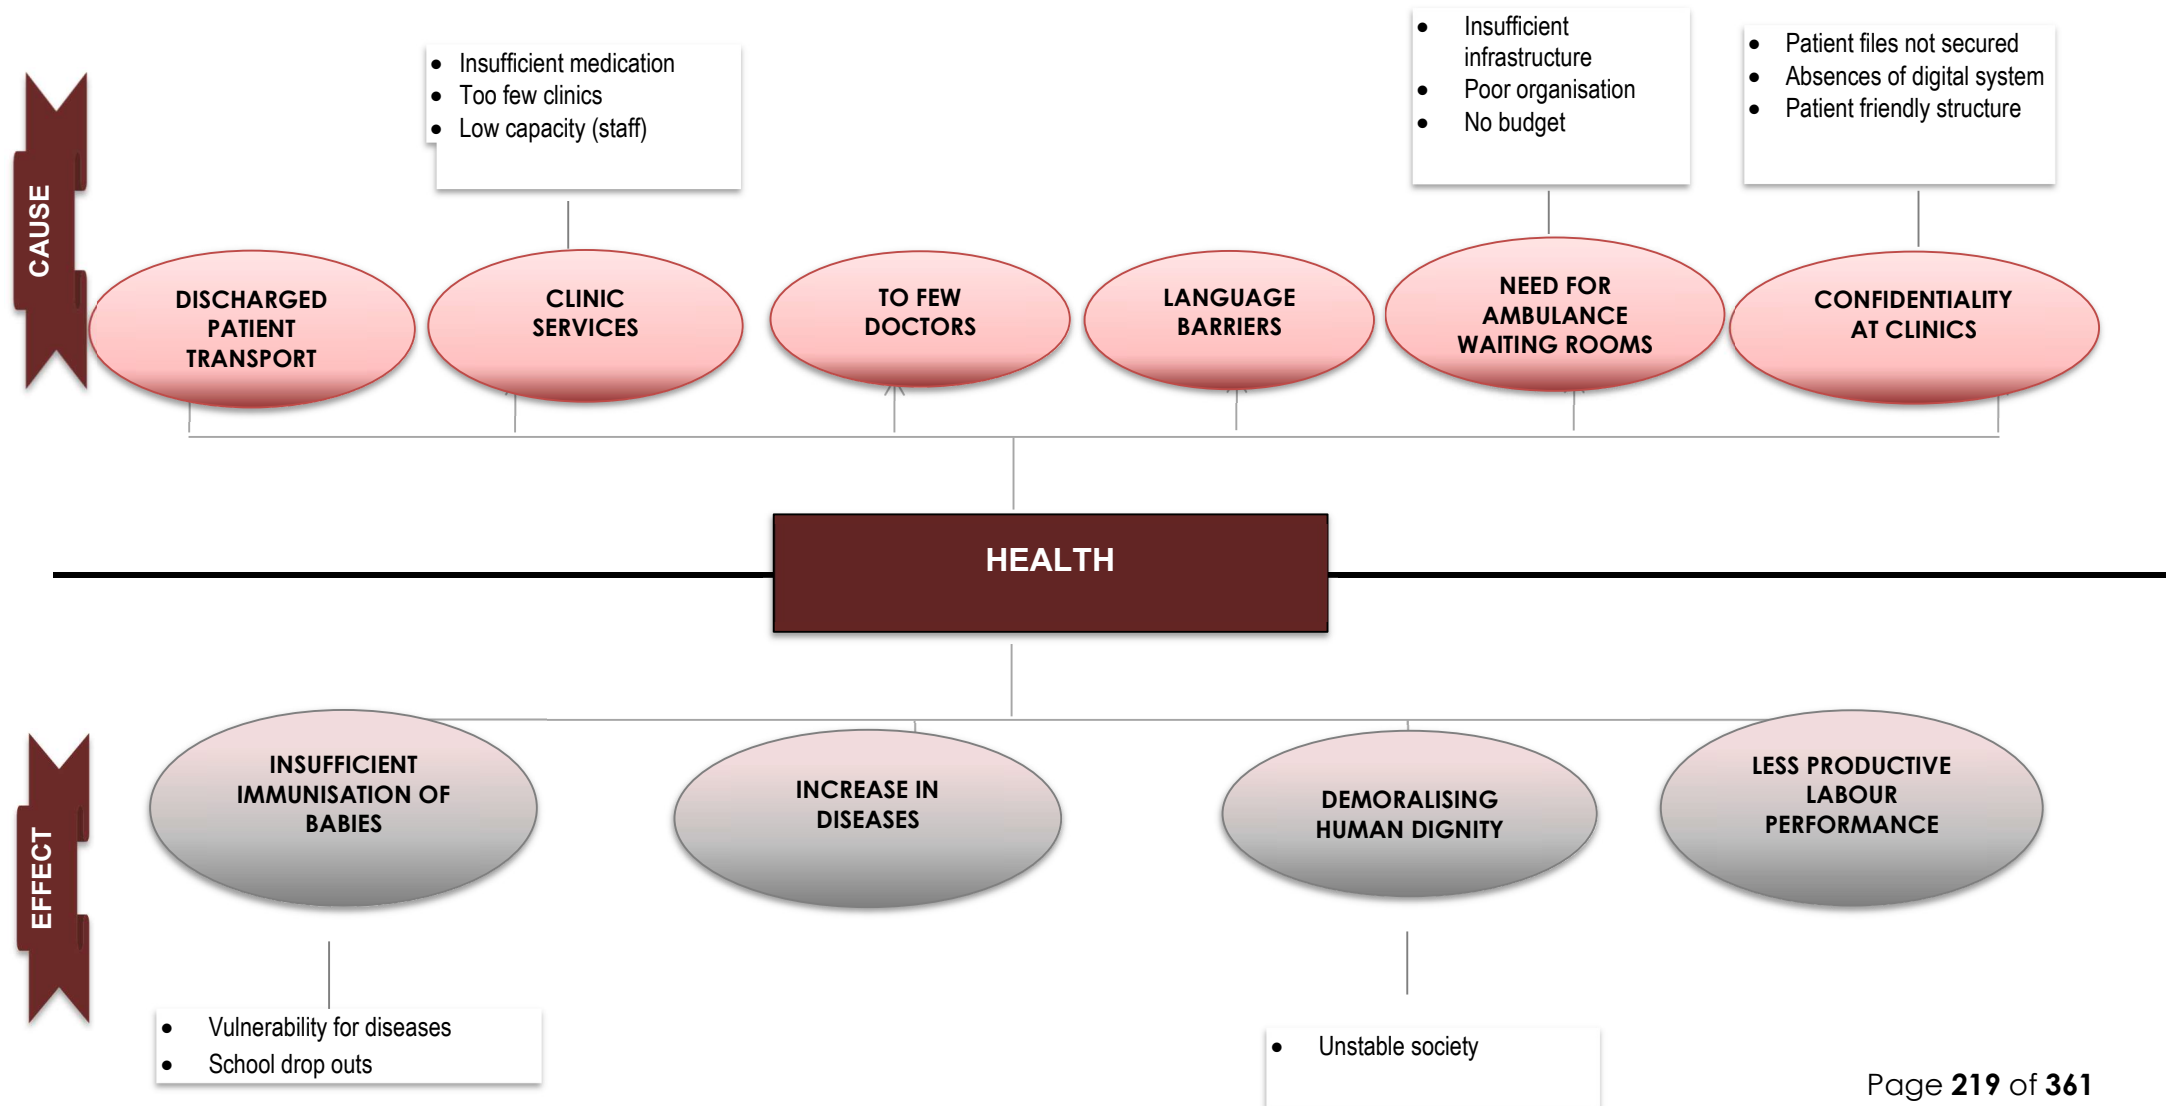 CAUSE
• Insufficient medication
• Too few clinics
• Low capacity (staff)
• Insufficient
infrastructure
• Poor organisation
• No budget
• Patient files not secured
• Absences of digital system
• Patient friendly structure
DISCHARGED
PATIENT
TRANSPORT
CLINIC
SERVICES
TO FEW
DOCTORS
LANGUAGE
BARRIERS
NEED FOR
AMBULANCE
WAITING ROOMS
CONFIDENTIALITY
AT CLINICS
HEALTH
EFFECT
INSUFFICIENT
IMMUNISATION OF
BABIES
INCREASE IN
DISEASES
DEMORALISING
HUMAN DIGNITY
LESS PRODUCTIVE
LABOUR
PERFORMANCE
• Vulnerability for diseases
• School drop outs
• Unstable society
Page 219 of 361